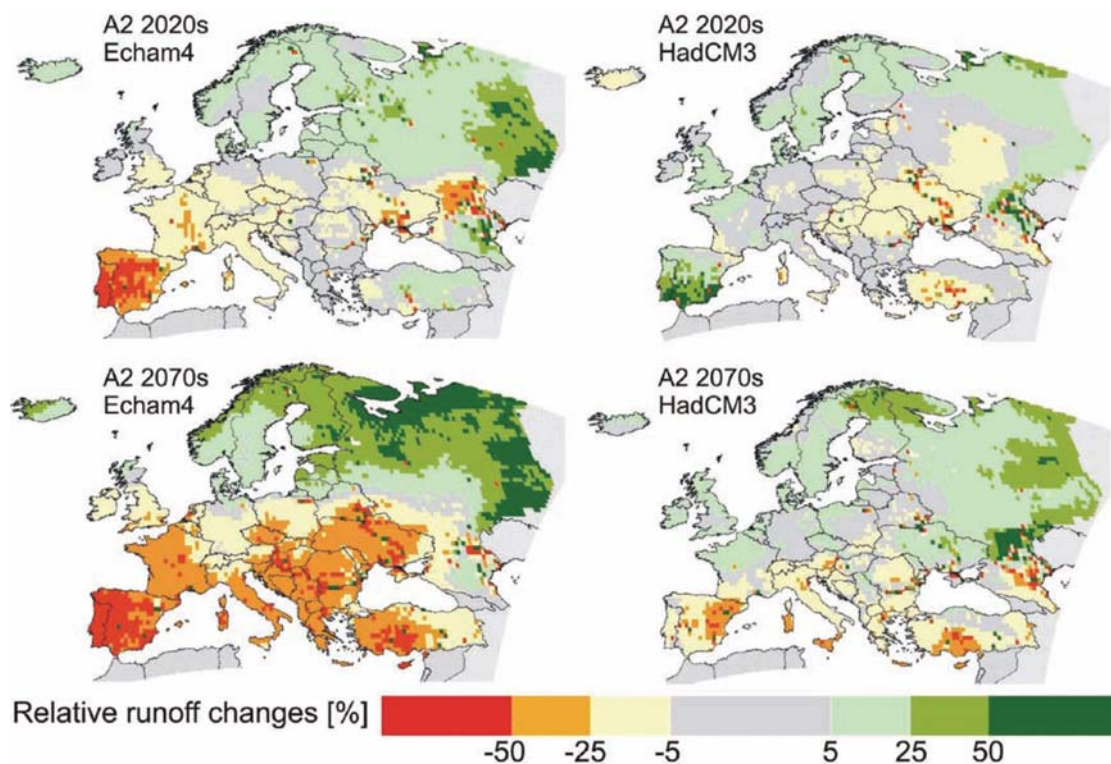 A2 2020s
Echam4
A2 2020s
HadCM3
A2 2070s
Echam4
A2 2070s
HadCM3
Relative runoff changes [%]
-50 -25 -5 5 25 50